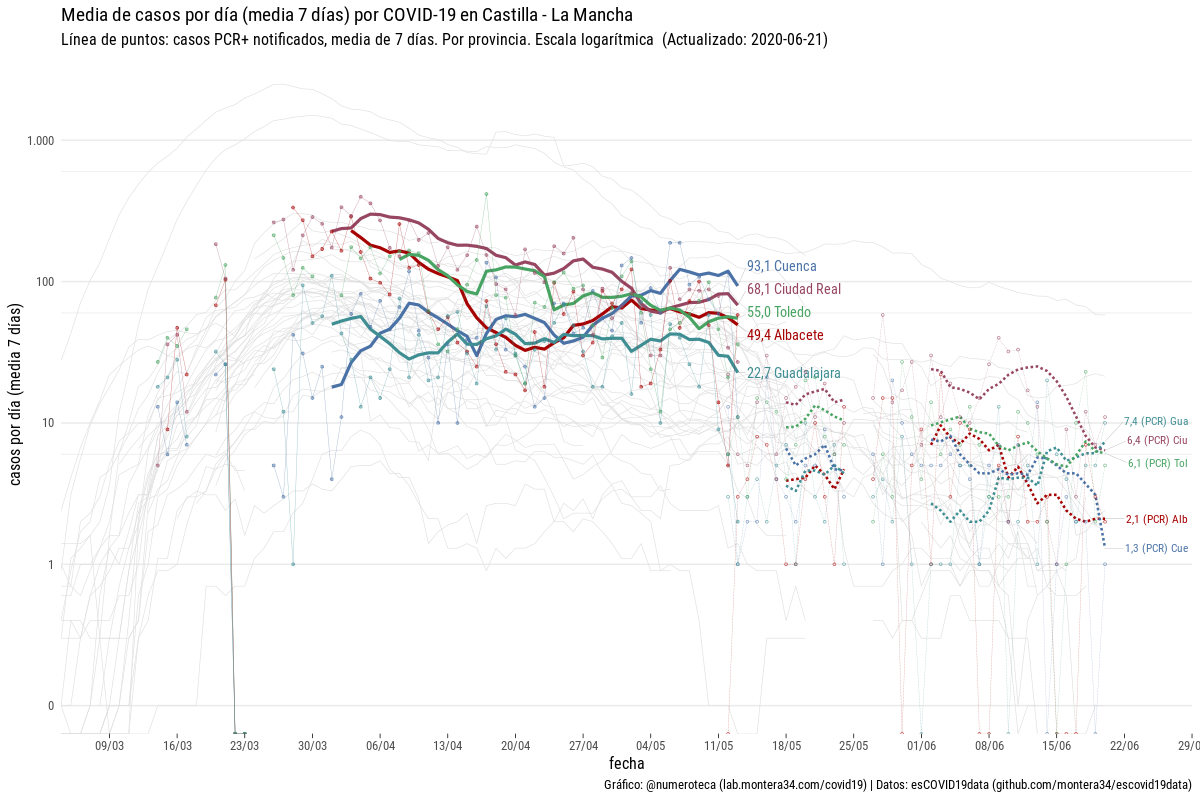 Media de casos por día (media 7 días) por COVID-19 en Castilla - La Mancha
Línea de puntos: casos PCR+ notificados, media de 7 días. Por provincia. Escala logarítmica (Actualizado: 2020-06-21)
casos por día (media 7 días)
1.000
100
10
1
0
93,1 Cuenca
68,1 Ciudad Real
55,0 Toledo
49,4 Albacete
22,7 Guadalajara
7,4 (PCR) Gua
6,4 (PCR) Ciu
6,1 (PCR) Tol
2,1 (PCR) Alb
1,3 (PCR) Cue
09/03 16/03 23/03 30/03 06/04 13/04 20/04 27/04 04/05 11/05 18/05 25/05 01/06 08/06 15/06 22/06 29/0
fecha
Gráfico: @numeroteca (lab.montera34.com/covid19) | Datos: esCOVID19data (github.com/montera34/escovid19data)